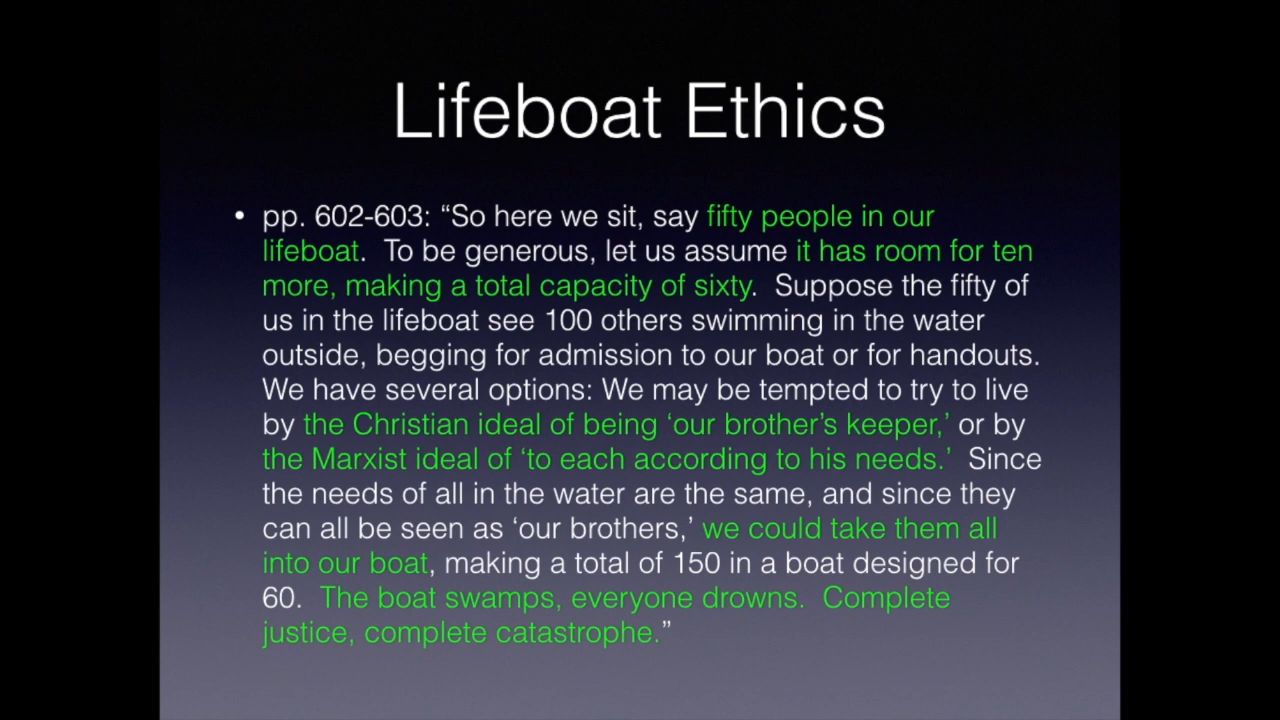 Lifeboat Ethics
• pp. 602-603: “So here we sit, say fifty people in our
lifeboat.  To be generous, let us assume it has room for ten
more, making a total capacity of sixty.  Suppose the fifty of
us in the lifeboat see 100 others swimming in the water
outside, begging for admission to our boat or for handouts.
We have several options: We may be tempted to try to live
by the Christian ideal of being ‘our brother’s keeper,’ or by
the Marxist ideal of ‘to each according to his needs.’  Since
the needs of all in the water are the same, and since they
can all be seen as ‘our brothers,’ we could take them all
into our boat, making a total of 150 in a boat designed for
60.  The boat swamps, everyone drowns.  Complete
justice, complete catastrophe.”